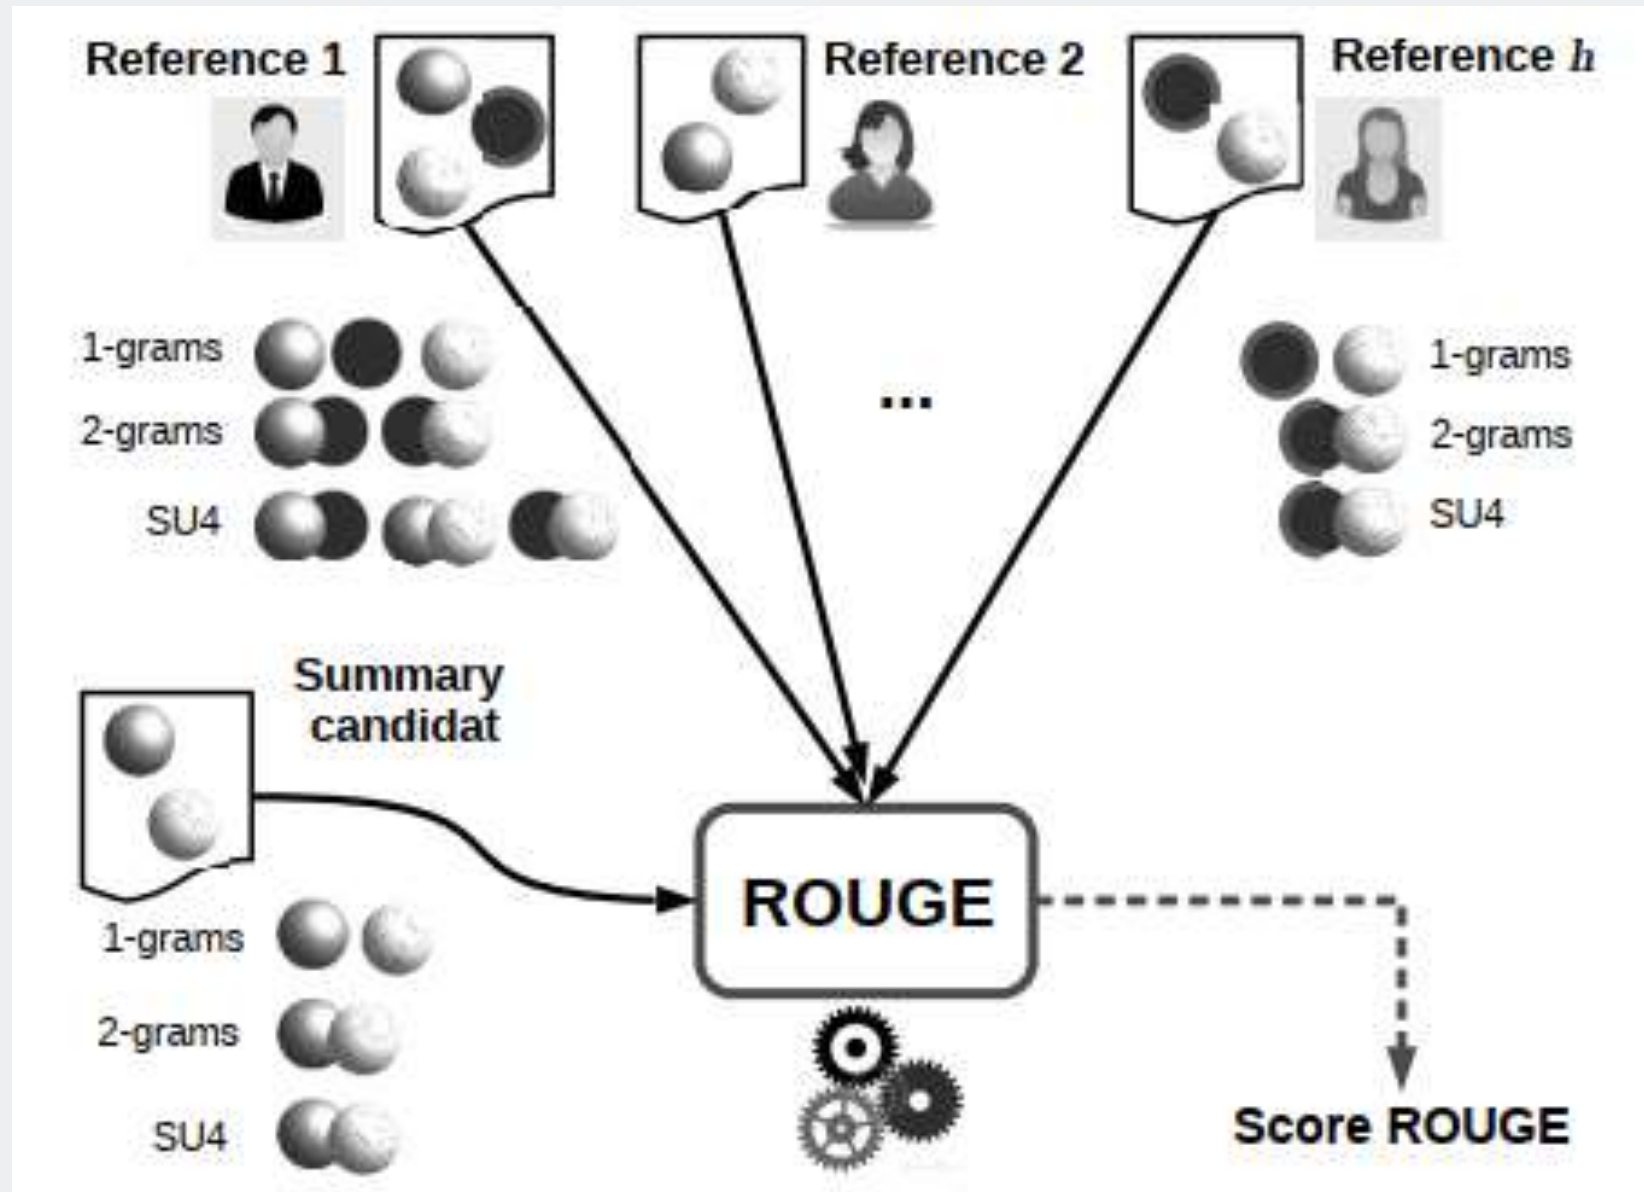 Reference 1
Reference 2
Reference h
1-grams
2-grams
SU4
...
1-grams
2-grams
SU4
Summary
candidat
1-grams
2-grams
SU4
ROUGE
Score ROUGE